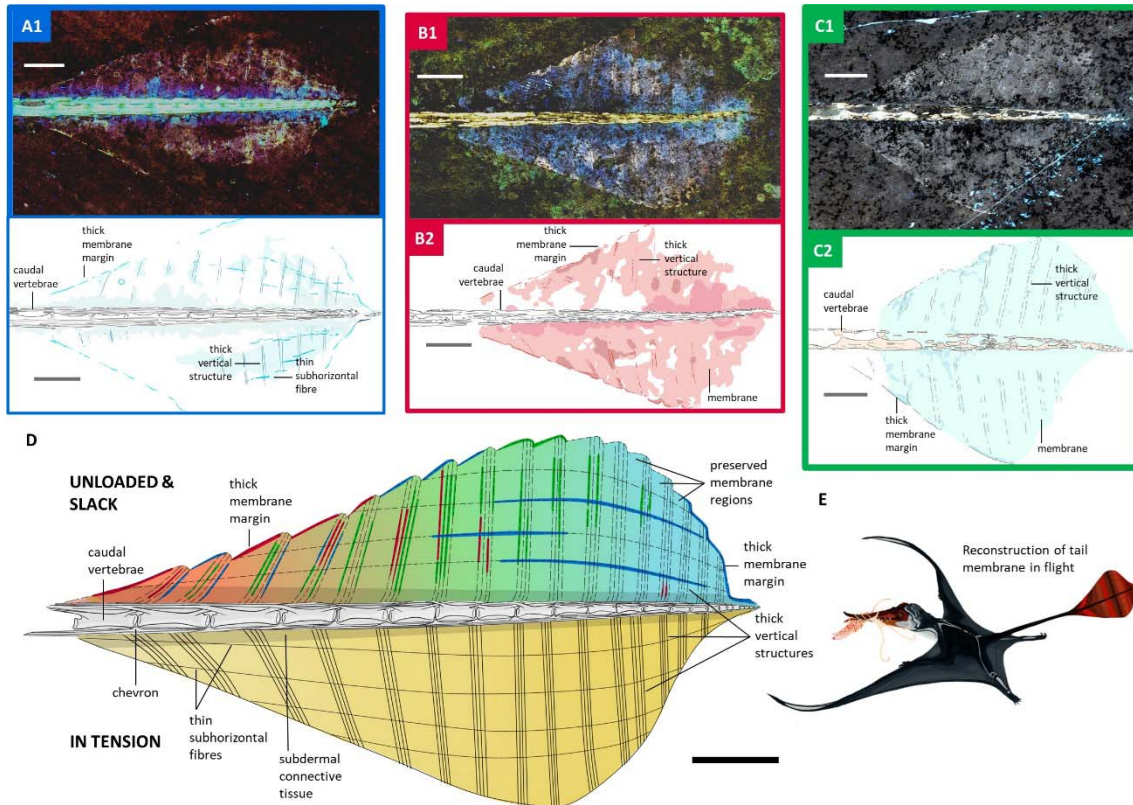 A1
thick
membrane
margin
caudal
vertebrae
thick
vertical
structure
thin
subhorizontal
fibre
B1
B2
thick
membrane
margin
thick
vertical
structure
caudal
vertebrae
membrane
C1
C2
thick
vertical
structure
caudal
vertebrae
thick
membrane
margin
membrane
D
UNLOADED &
SLACK
thick
membrane
margin
caudal
vertebrae
preserved
membrane
regions
thick
membrane
margin
thick
vertical
structures
chevron
thin
subhorizontal
fibres
subdermal
connective
tissue
IN TENSION
E
Reconstruction of tail
membrane in flight